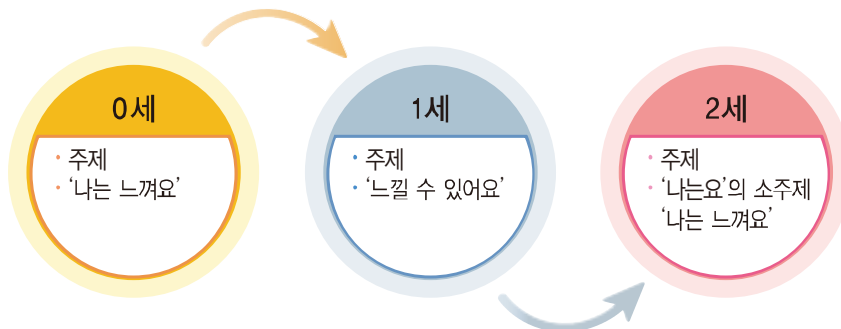 0세
• 주제
• ‘나는 느껴요’
1세
• 주제
• ‘느낄 수 있어요’
2세
• 주제
• ‘나는요’의 소주제
‘나는 느껴요’